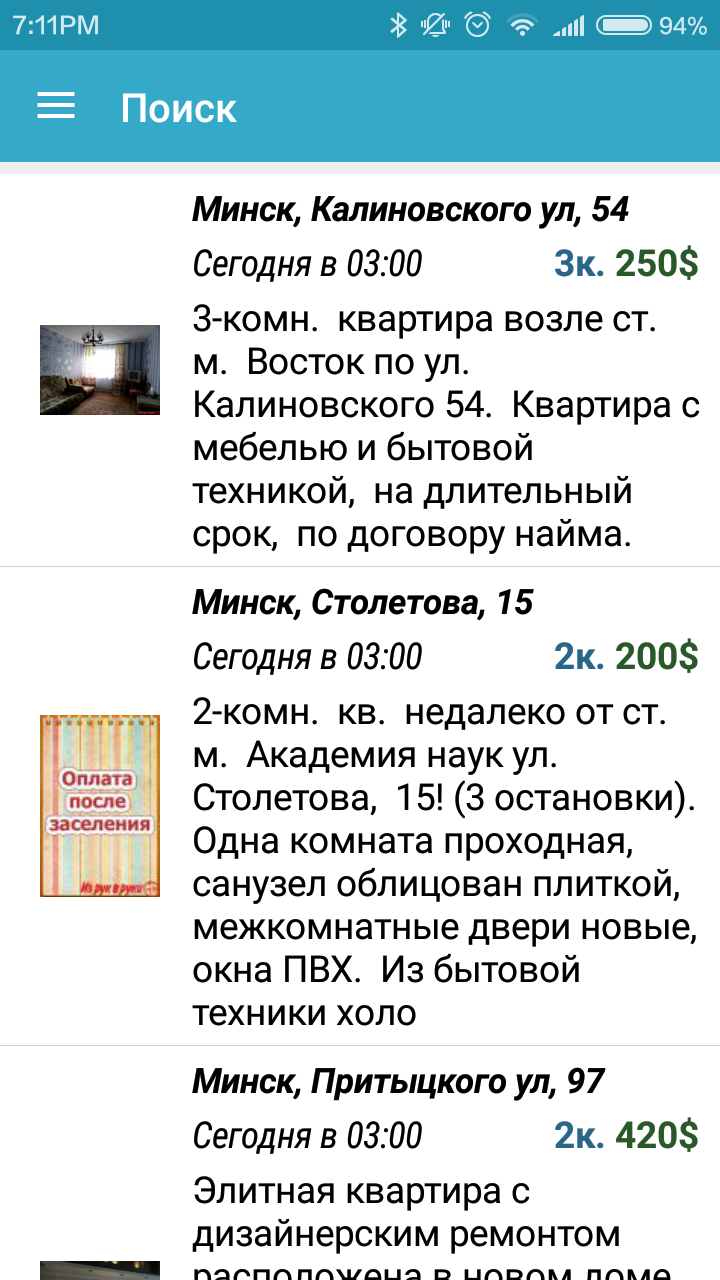 7:11PM
94%
Поиск
Минск, Калиновского ул, 54
Сегодня в 03:00
3к. 250$
3-комн.  квартира возле ст.
м.  Восток по ул.
Калиновского 54.  Квартира с
мебелью и бытовой
техникой,  на длительный
срок,  по договору найма.
Минск, Столетова, 15
Сегодня в 03:00
2к. 200$
Оплата
после
заселения
Из рук в руки
2-комн.  кв.  недалеко от ст.
м.  Академия наук ул.
Столетова,  15! (3 остановки).
Одна комната проходная,
санузел облицован плиткой,
межкомнатные двери новые,
окна ПВХ.  Из бытовой
техники холо
Минск, Притыцкого ул, 97
Сегодня в 03:00
2к. 420$
Элитная квартира с
дизайнерским ремонтом
расположена в новом доме